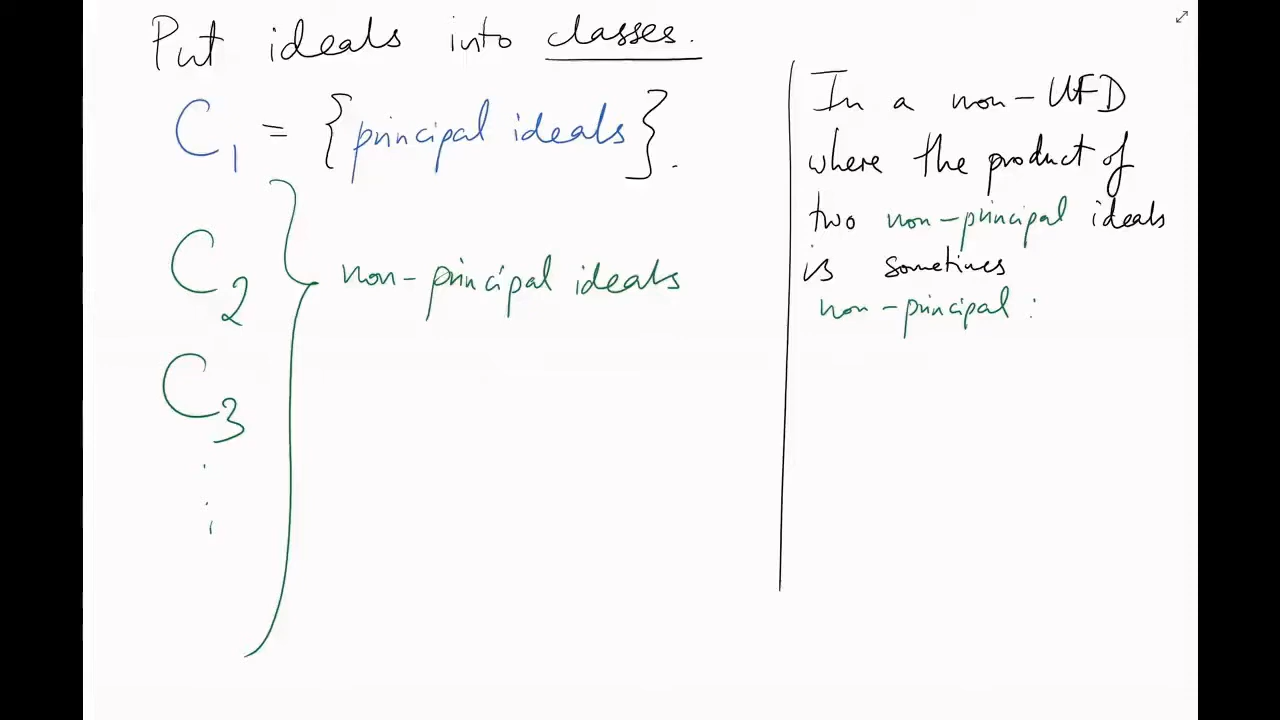 Put ideals into classes.
C₁ = {principal ideals}.
C₂
non-principal ideals
C₃
In a non-UFD
where the product of
two non-principal ideals
is sometimes
non-principal: